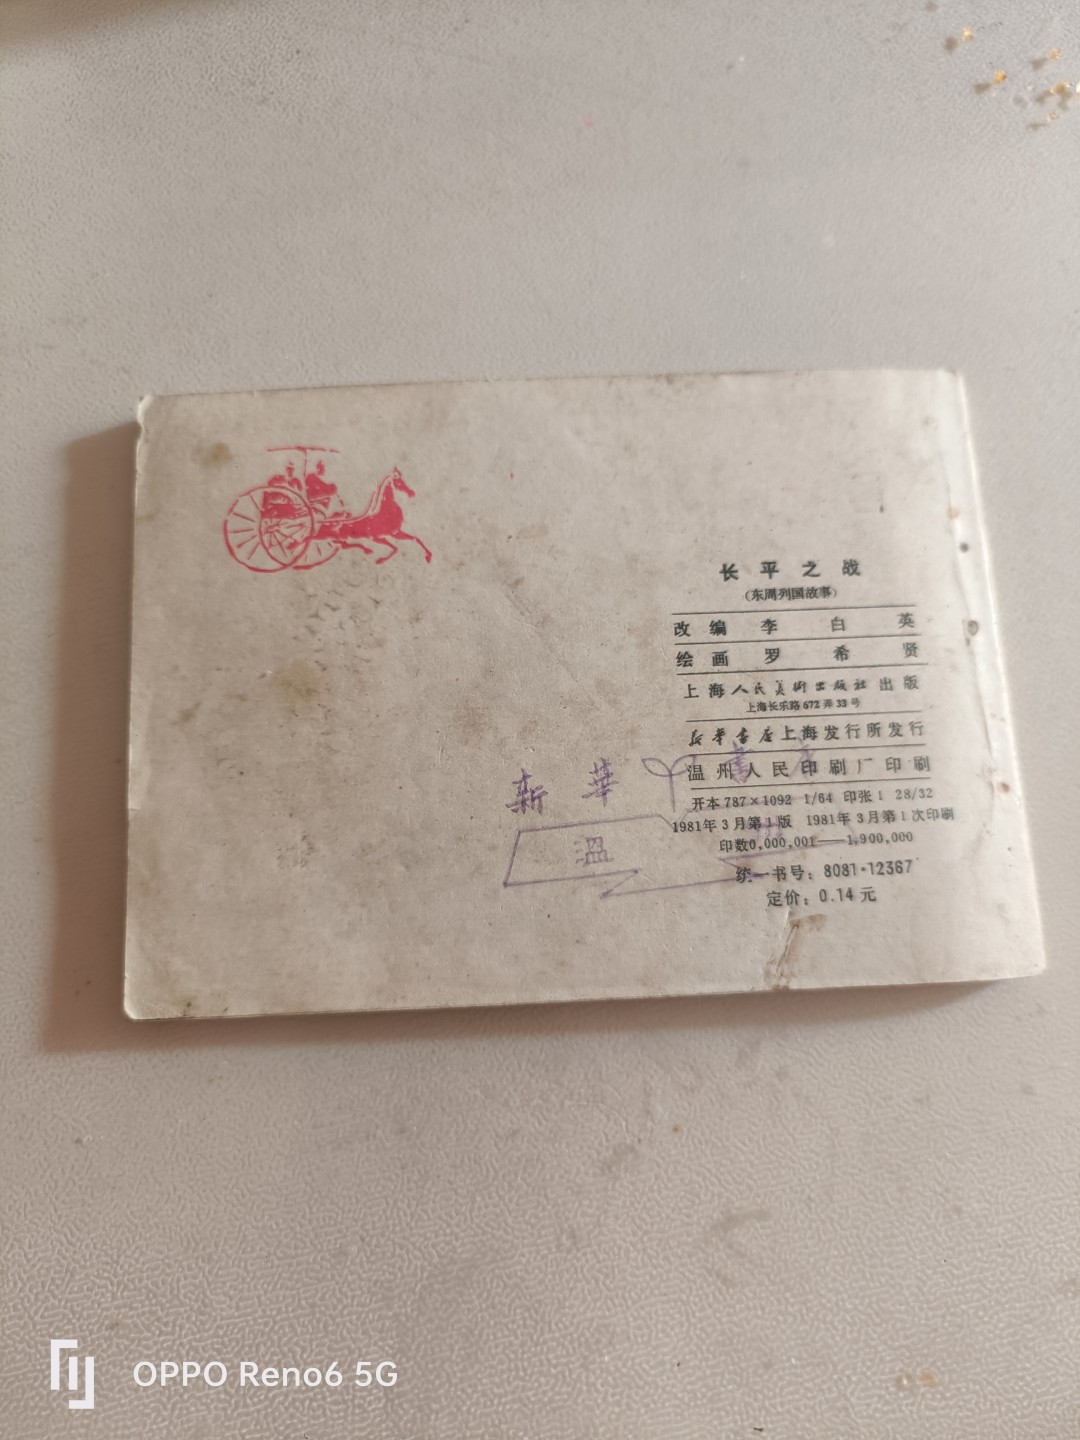 长平之战
（东周列国故事）
改编 李白英
绘画 罗希贤
上海人民美術出版社出版
上海长乐路672弄33号
新華書店上海发行所发行
温州人民印刷厂印刷
开本 787×1092 1/64 印张 1 28/32
1981年3月第1版 1981年3月第1次印刷
印数0,000,001——1,900,000
统一书号：8081·12367
定价：0.14元
新華書店
温
OPPO Reno6 5G